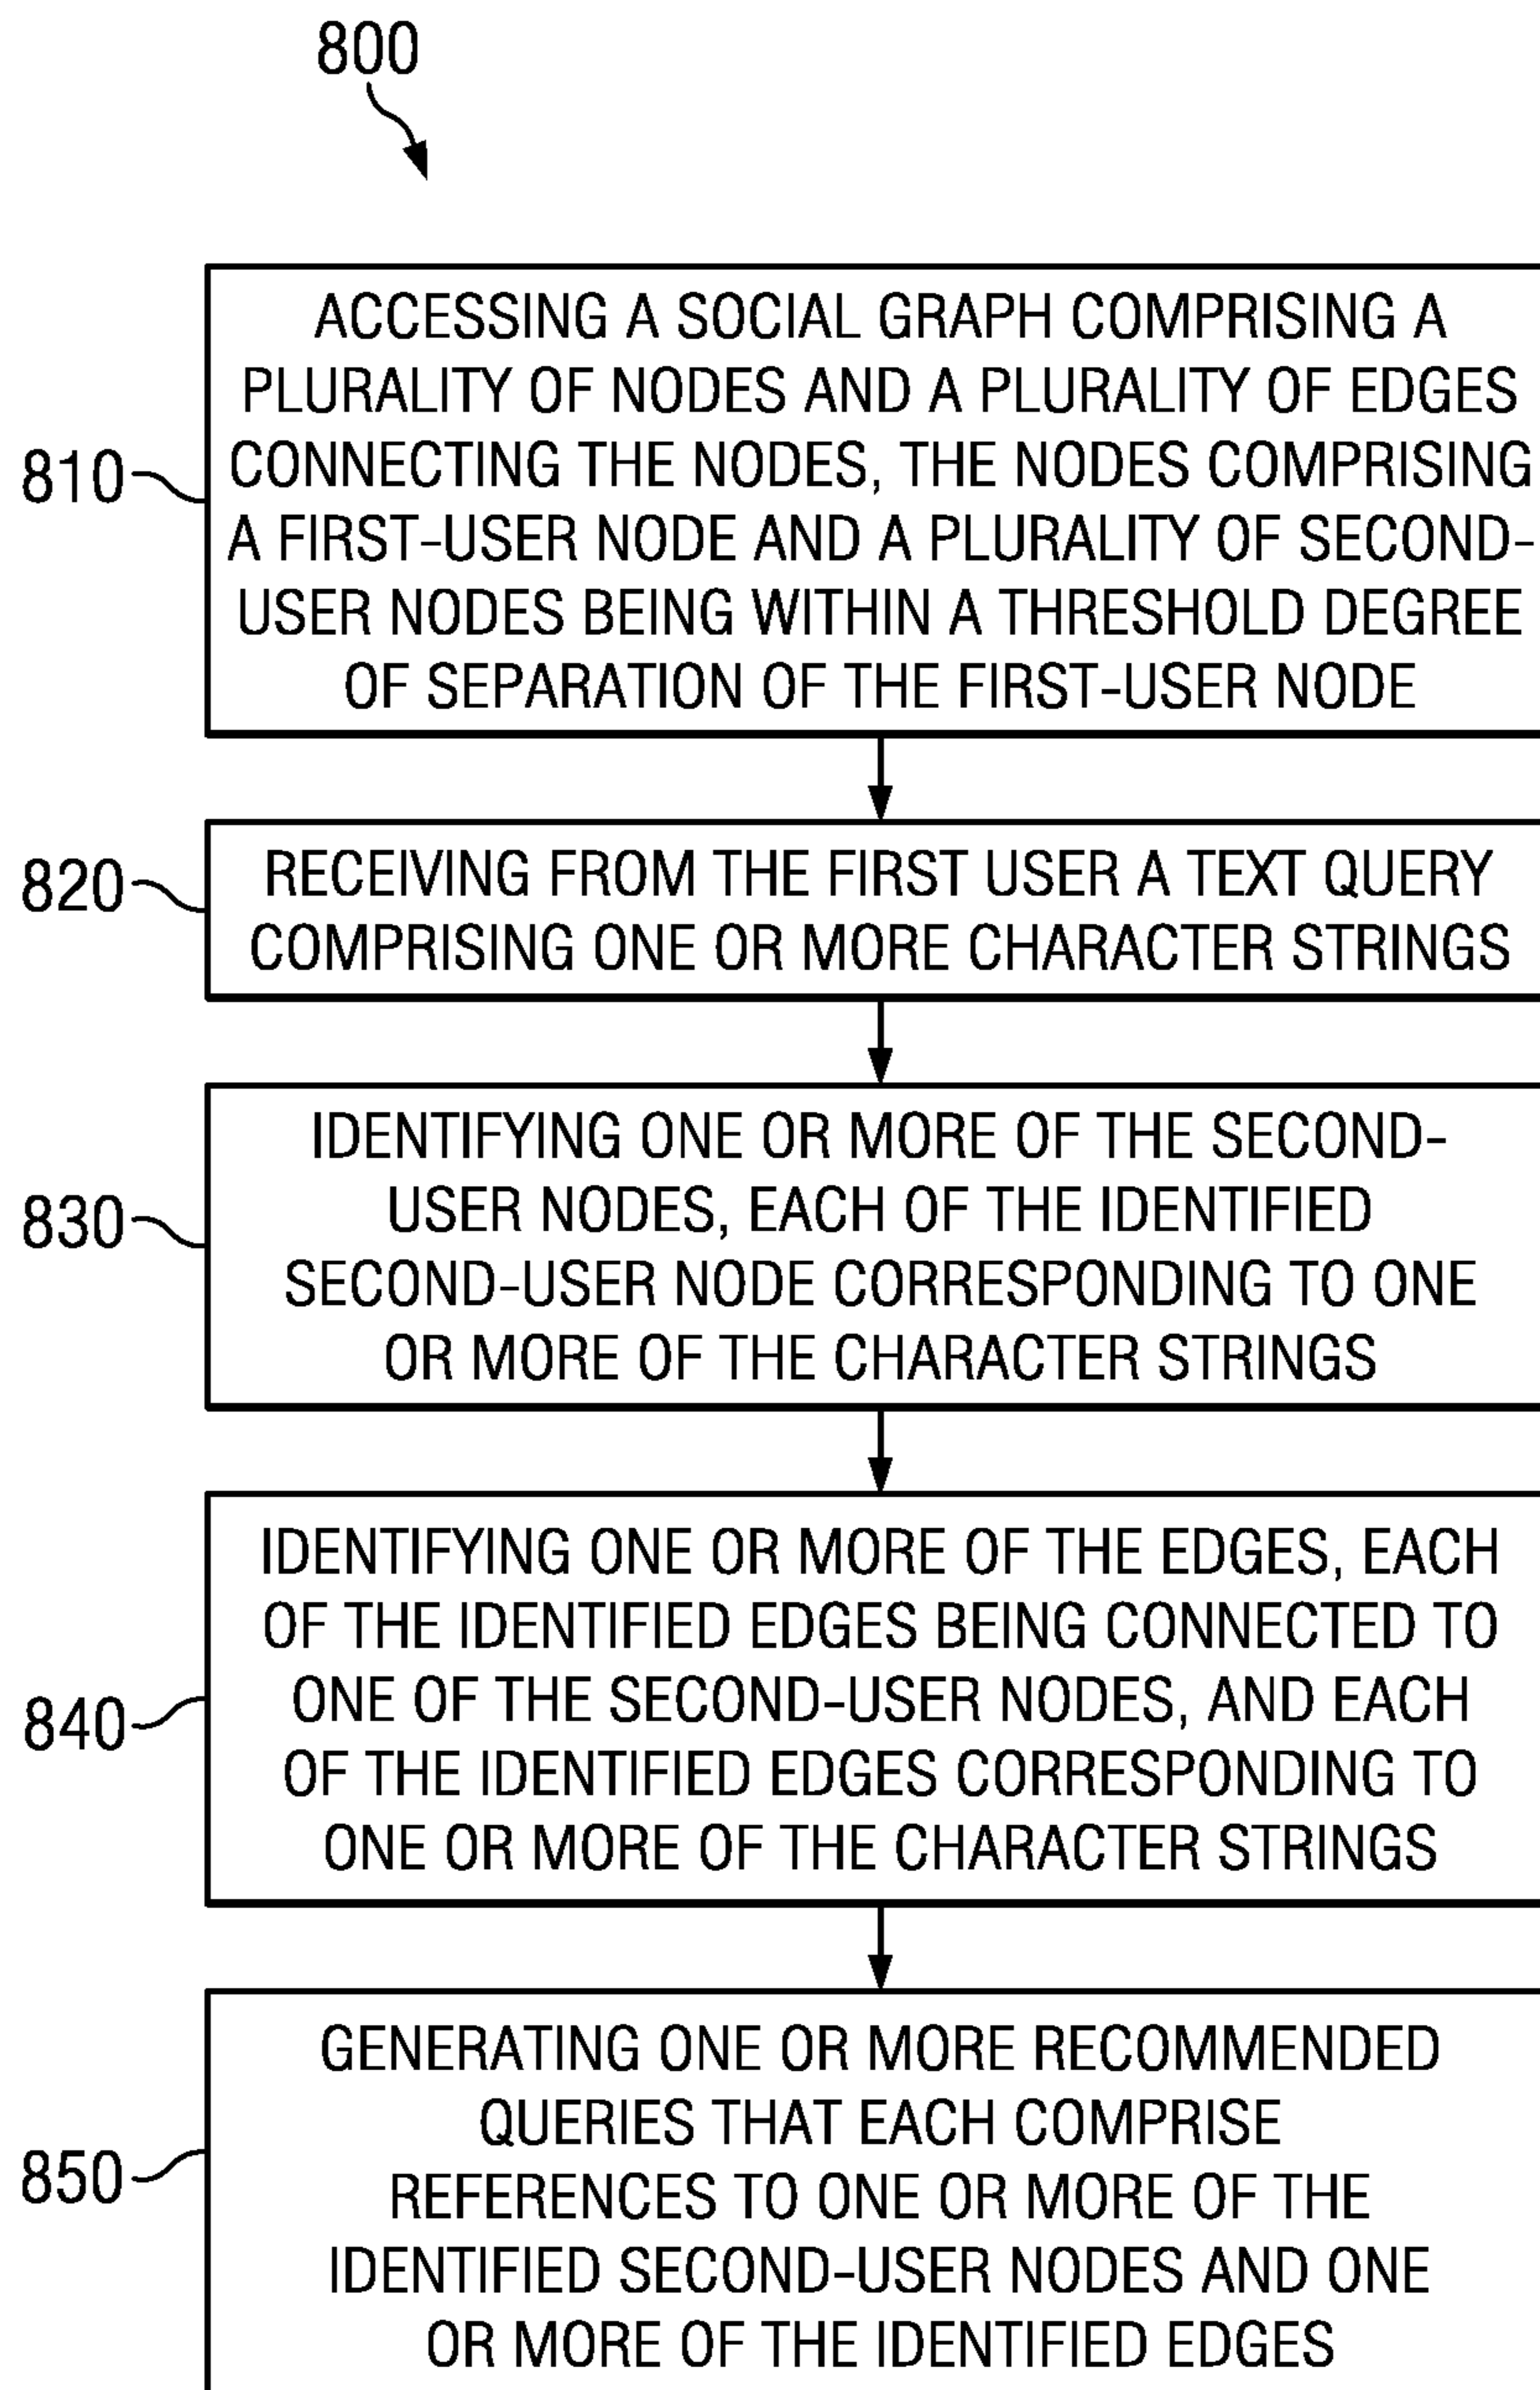 800
810
ACCESSING A SOCIAL GRAPH COMPRISING A
PLURALITY OF NODES AND A PLURALITY OF EDGES
CONNECTING THE NODES, THE NODES COMPRISING
A FIRST-USER NODE AND A PLURALITY OF SECOND-
USER NODES BEING WITHIN A THRESHOLD DEGREE
OF SEPARATION OF THE FIRST-USER NODE
820
RECEIVING FROM THE FIRST USER A TEXT QUERY
COMPRISING ONE OR MORE CHARACTER STRINGS
830
IDENTIFYING ONE OR MORE OF THE SECOND-
USER NODES, EACH OF THE IDENTIFIED
SECOND-USER NODE CORRESPONDING TO ONE
OR MORE OF THE CHARACTER STRINGS
840
IDENTIFYING ONE OR MORE OF THE EDGES, EACH
OF THE IDENTIFIED EDGES BEING CONNECTED TO
ONE OF THE SECOND-USER NODES, AND EACH
OF THE IDENTIFIED EDGES CORRESPONDING TO
ONE OR MORE OF THE CHARACTER STRINGS
850
GENERATING ONE OR MORE RECOMMENDED
QUERIES THAT EACH COMPRISE
REFERENCES TO ONE OR MORE OF THE
IDENTIFIED SECOND-USER NODES AND ONE
OR MORE OF THE IDENTIFIED EDGES